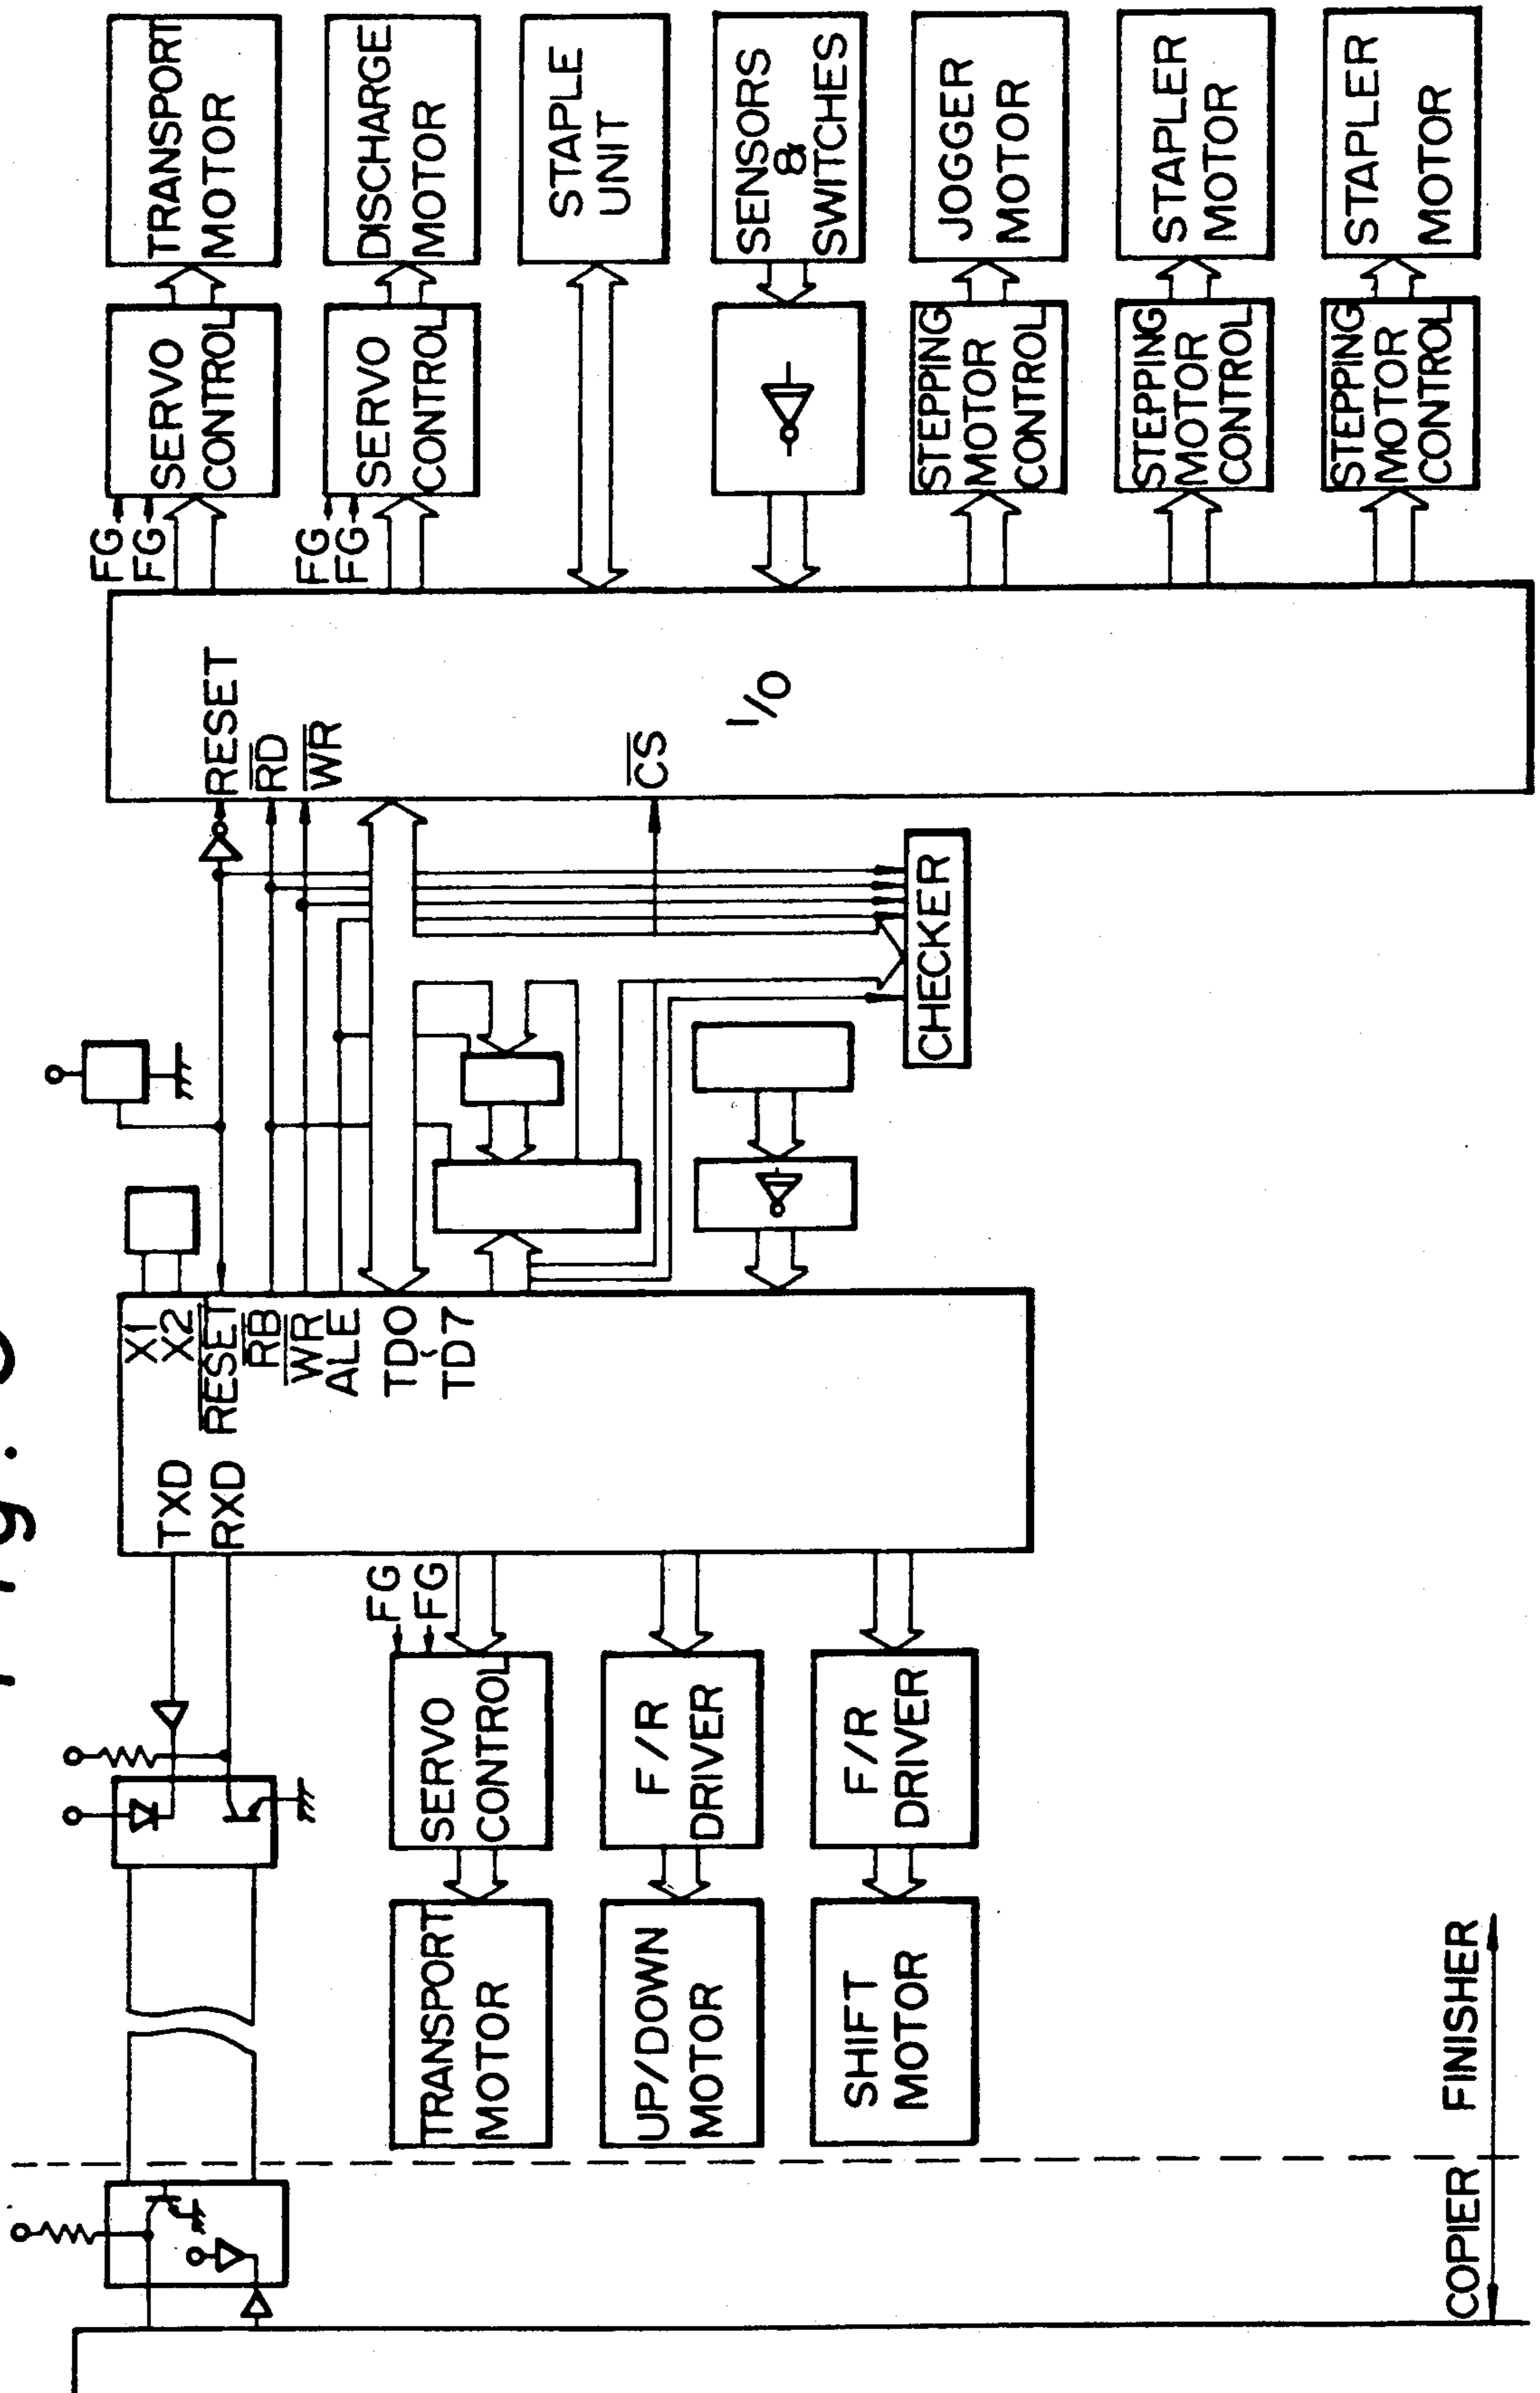 TRANSPORT
MOTOR
DISCHARGE
MOTOR
STAPLE
UNIT
SENSORS
&
SWITCHES
JOGGER
MOTOR
STAPLER
MOTOR
STAPLER
MOTOR
SERVO
CONTROL
SERVO
CONTROL
STEPPING
MOTOR
CONTROL
STEPPING
MOTOR
CONTROL
STEPPING
MOTOR
CONTROL
FG
FG
FG
FG
RESET
RD
WR
CS
I/O
CHECKER
X1
X2
RESET
RB
WR
ALE
TD0
~
TD7
TXD
RXD
FG
FG
SERVO
CONTROL
F/R
DRIVER
F/R
DRIVER
TRANSPORT
MOTOR
UP/DOWN
MOTOR
SHIFT
MOTOR
COPIER
FINISHER